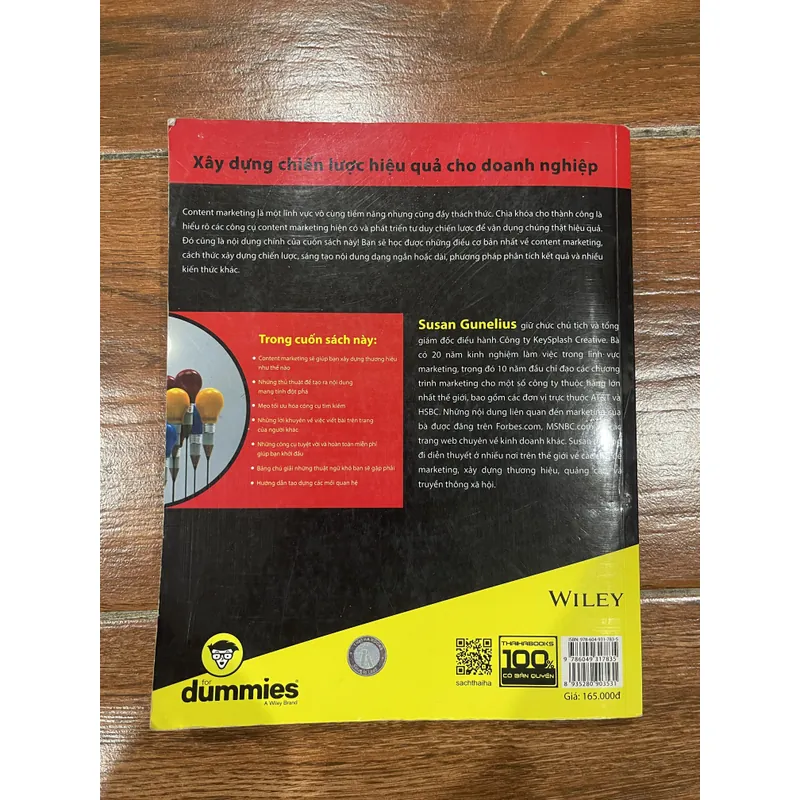 Xây dựng chiến lược hiệu quả cho doanh nghiệp
Content marketing là một lĩnh vực vô cùng tiềm năng nhưng cũng đầy thách thức. Chìa khóa cho thành công là
hiểu rõ các công cụ content marketing hiện có và phát triển tư duy chiến lược để vận dụng chúng thật hiệu quả.
Đó cũng là nội dung chính của cuốn sách này! Bạn sẽ học được những điều cơ bản nhất về content marketing,
cách thức xây dựng chiến lược, sáng tạo nội dung dạng ngắn hoặc dài, phương pháp phân tích kết quả và nhiều
kiến thức khác.
Trong cuốn sách này:
• Content marketing sẽ giúp bạn xây dựng thương hiệu
như thế nào
• Những thủ thuật để tạo ra nội dung
mang tính đột phá
• Mẹo tối ưu hóa công cụ tìm kiếm
• Những lời khuyên về việc viết bài trên trang
của người khác
• Những công cụ tuyệt vời và hoàn toàn miễn phí
giúp bạn khởi đầu
• Bảng chú giải những thuật ngữ khó bạn sẽ gặp phải
• Hướng dẫn tạo dựng các mối quan hệ
Susan Gunelius giữ chức chủ tịch và tổng
giám đốc điều hành Công ty KeySplash Creative. Bà
có 20 năm kinh nghiệm làm việc trong lĩnh vực
marketing, trong đó 10 năm đầu chỉ đạo các chương
trình marketing cho một số công ty thuộc hàng lớn
nhất thế giới, bao gồm các đơn vị trực thuộc AT&T và
HSBC. Những nội dung liên quan đến marketing của
bà được đăng trên Forbes.com, MSNBC.com
trang web chuyên về kinh doanh khác. Susan
đi diễn thuyết ở nhiều nơi trên thế giới về các
marketing, xây dựng thương hiệu, quảng cáo và
truyền thông xã hội.
WILEY
for
dummies
A Wiley Brand
sachthaiha
THAIHABOOKS
100%
CÓ BẢN QUYỀN
ISBN: 978-604-931-783-5
9 786049 317835
8 935280 903531
Giá: 165.000đ